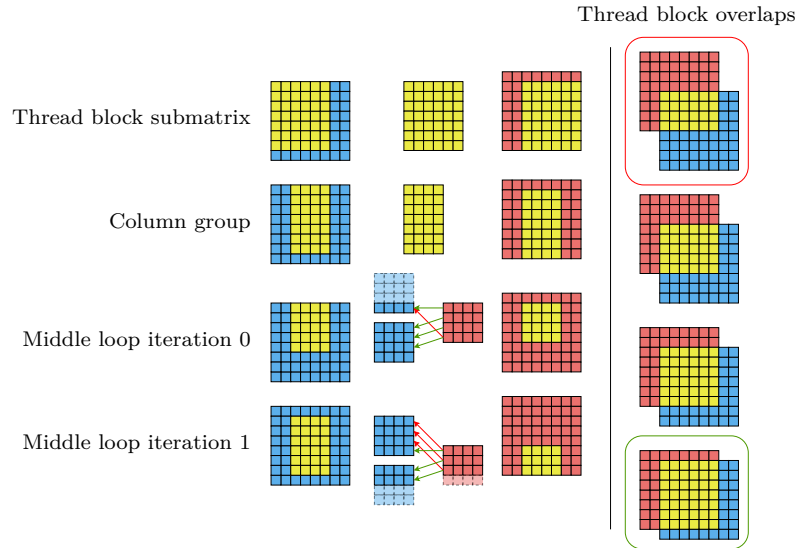 Thread block overlaps
Thread block submatrix
Column group
Middle loop iteration 0
Middle loop iteration 1